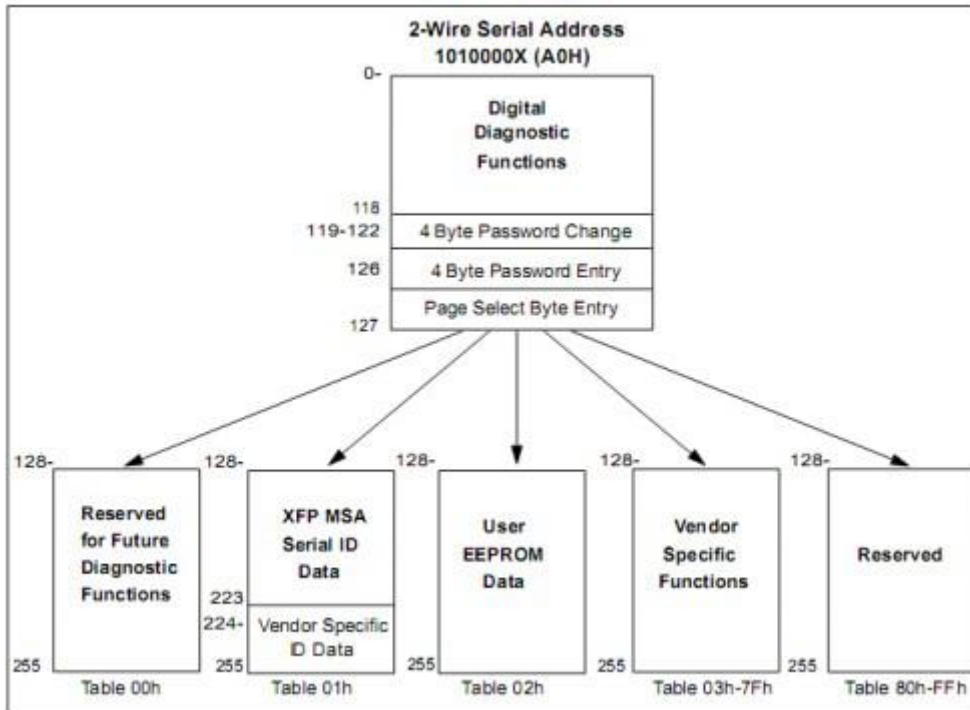 2-Wire Serial Address
1010000X (A0H)
0-
Digital
Diagnostic
Functions
118
119-122
4 Byte Password Change
126
4 Byte Password Entry
Page Select Byte Entry
127
128-
Reserved
for Future
Diagnostic
Functions
255
Table 00h
128-
XFP MSA
Serial ID
Data
223
224-
Vendor Specific
ID Data
255
Table 01h
128-
User
EEPROM
Data
255
Table 02h
128-
Vendor
Specific
Functions
255
Table 03h-7Fh
128-
Reserved
255
Table 80h-FFh